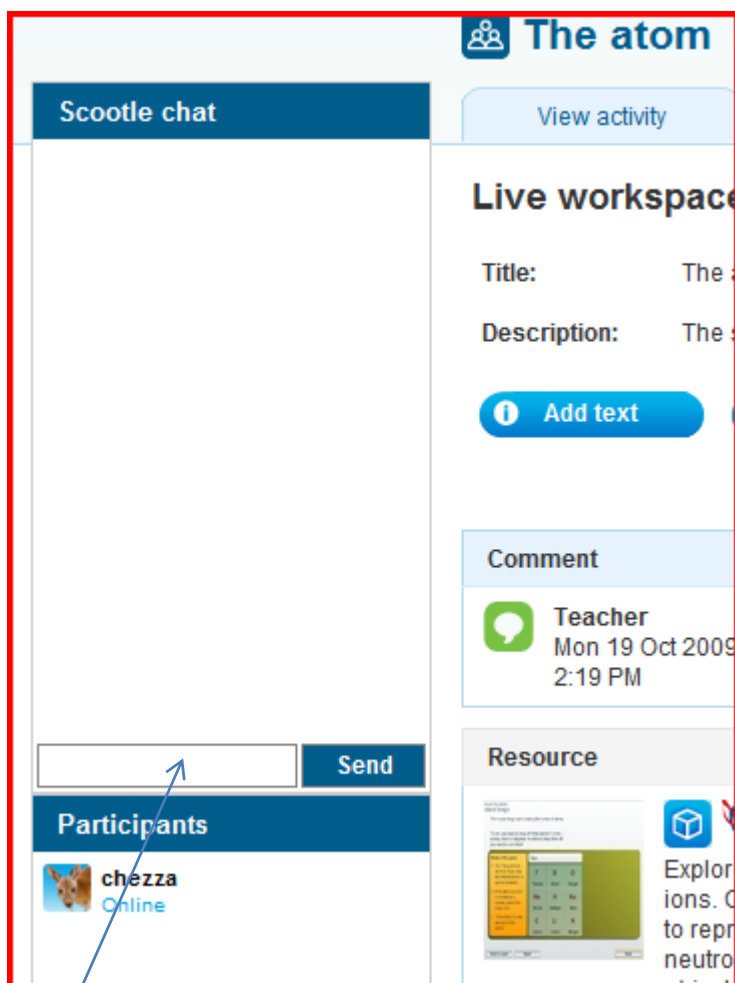 The atom
Scootle chat
View activity
Live workspace
Title:
The
Description:
The
Add text
Comment
Teacher
Mon 19 Oct 2009
2:19 PM
Send
Resource
Participants
chezza
Online
Explor
ions.
to repr
neutro